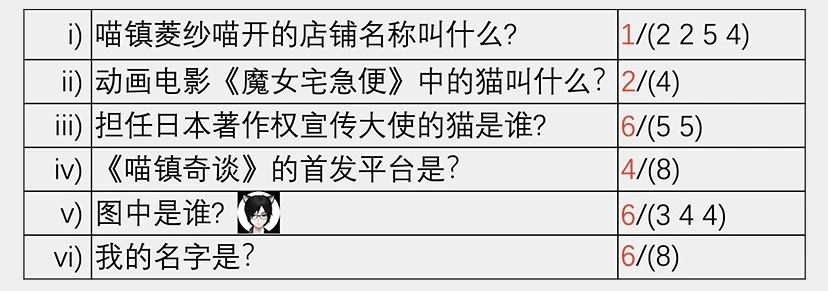 i) 喵镇菱纱喵开的店铺名称叫什么? 1/(2 2 5 4)
ii) 动画电影《魔女宅急便》中的猫叫什么? 2/(4)
iii) 担任日本著作权宣传大使的猫是谁? 6/(5 5)
iv) 《喵镇奇谈》的首发平台是? 4/(8)
v) 图中是谁? 6/(3 4 4)
vi) 我的名字是? 6/(8)